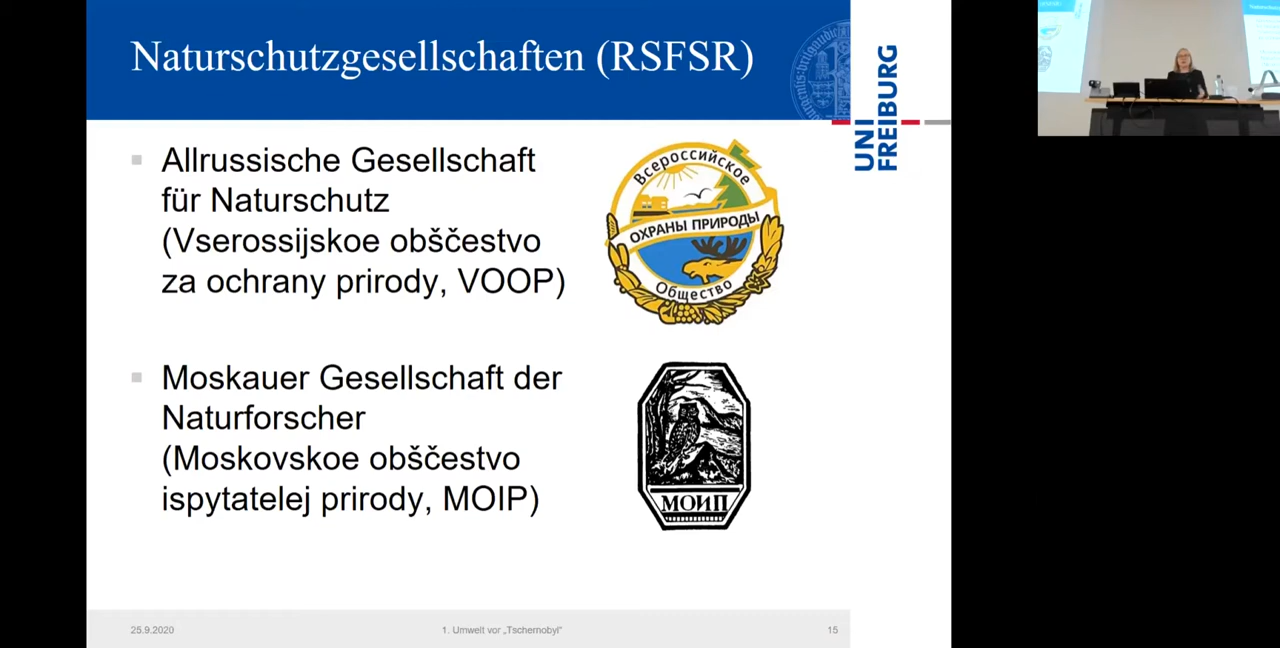 Naturschutzgesellschaften (RSFSR)
UNI
FREIBURG
Allrussische Gesellschaft
für Naturschutz
(Vserossijskoe obščestvo
za ochrany prirody, VOOP)
Всероссийское
ОХРАНЫ ПРИРОДЫ
Общество
Moskauer Gesellschaft der
Naturforscher
(Moskovskoe obščestvo
ispytatelej prirody, MOIP)
МОИП
25.9.2020
1. Umwelt vor „Tschernobyl“
15